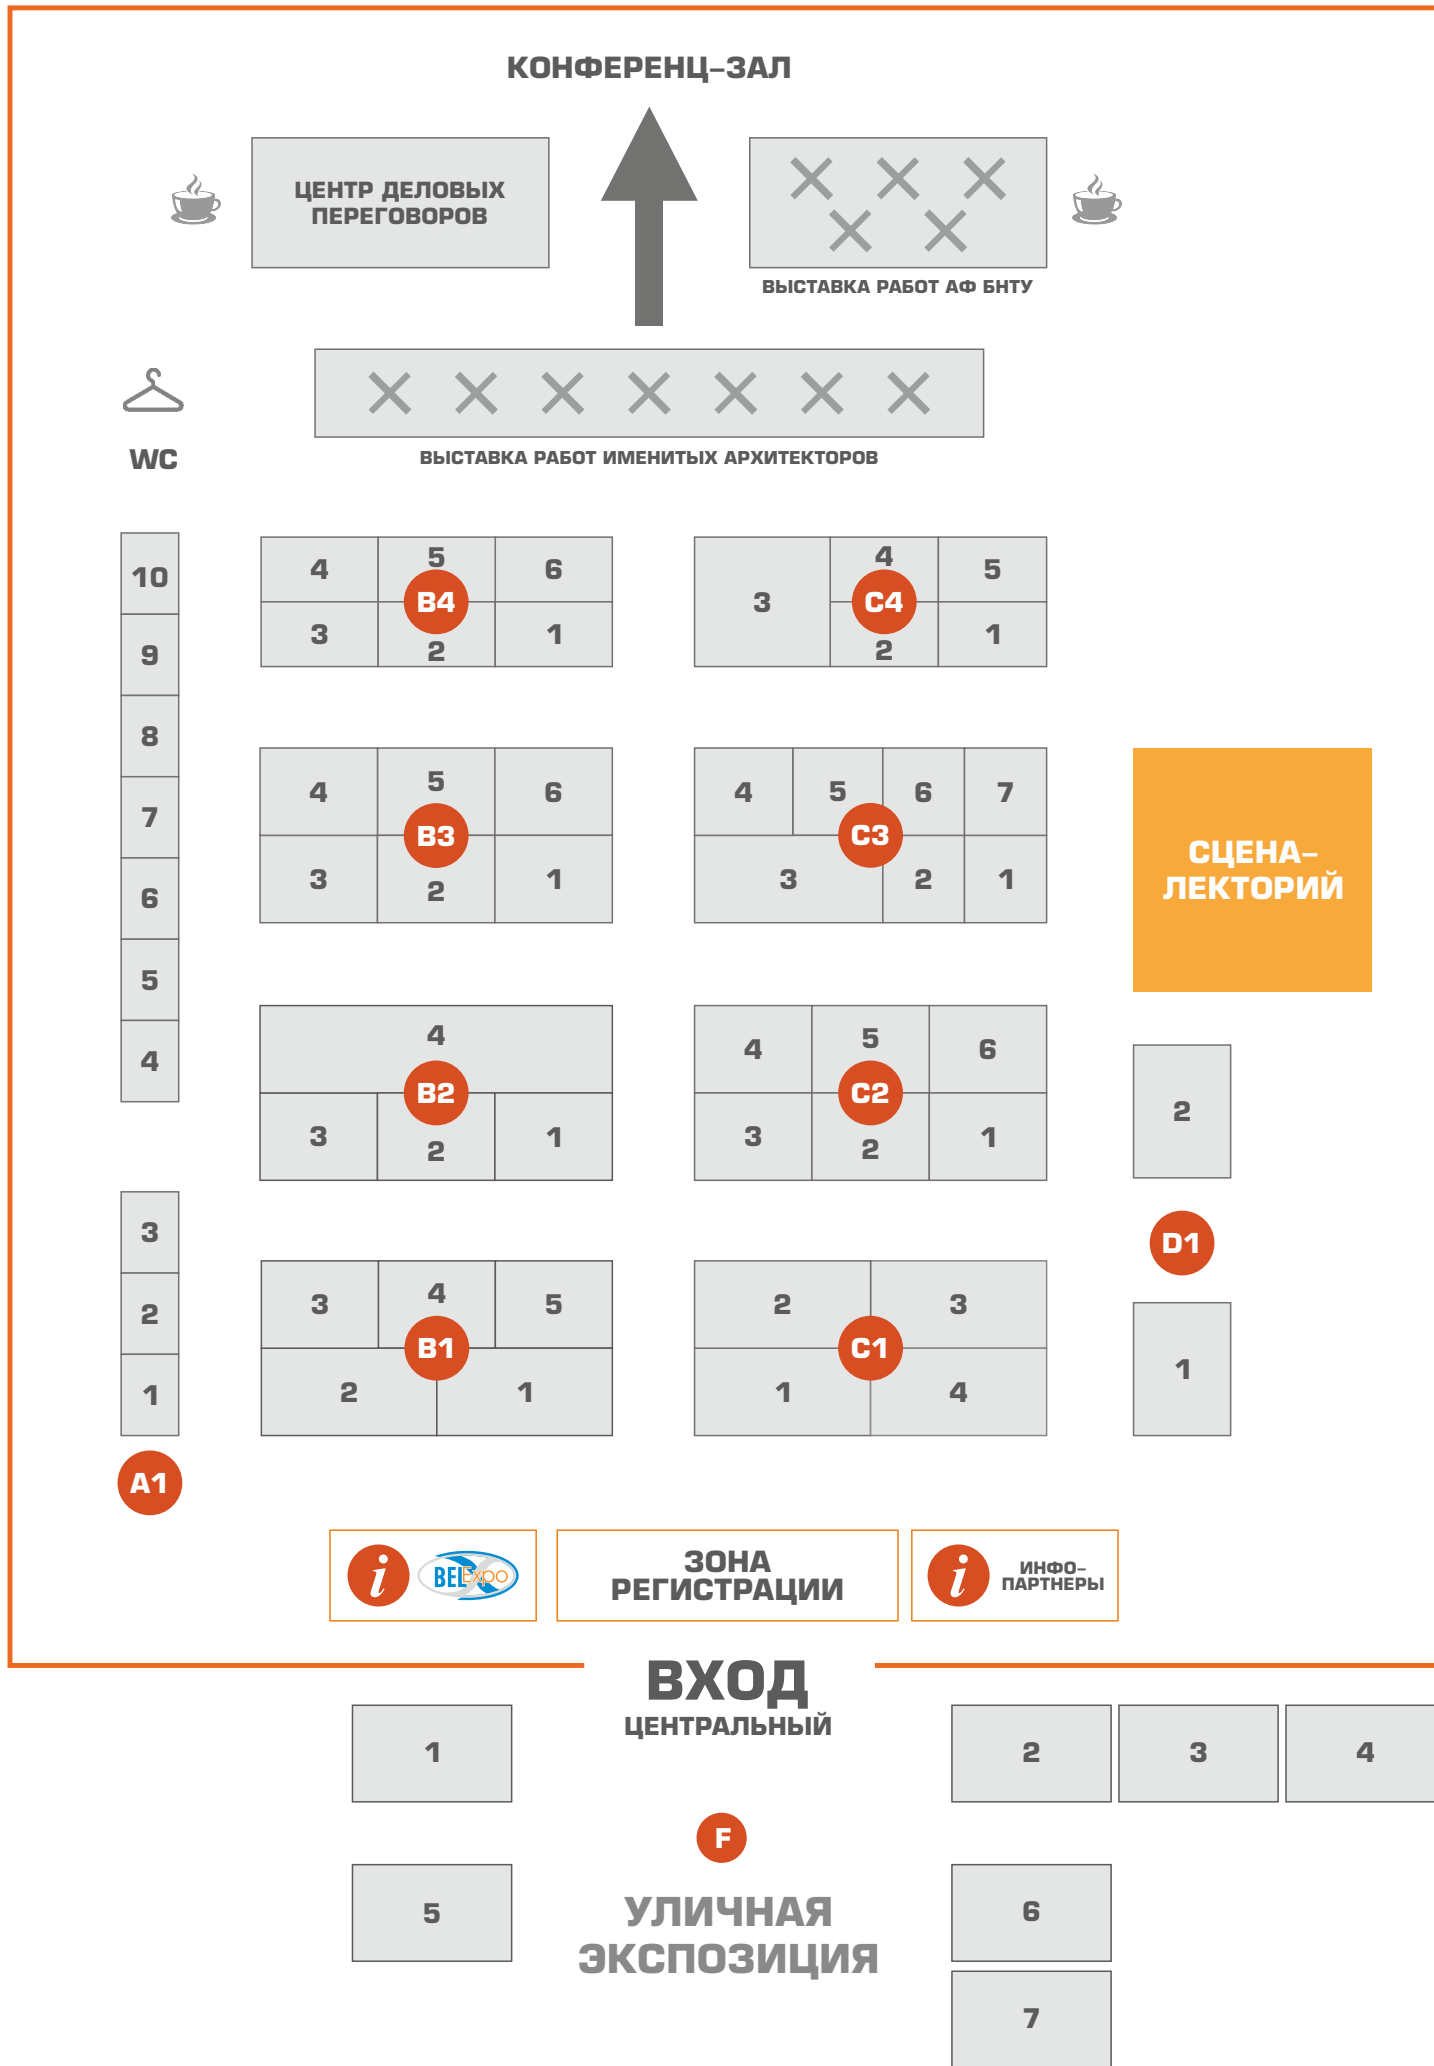 КОНФЕРЕНЦ–ЗАЛ
ЦЕНТР ДЕЛОВЫХ
ПЕРЕГОВОРОВ
ВЫСТАВКА РАБОТ АФ БНТУ
WC
ВЫСТАВКА РАБОТ ИМЕНИТЫХ АРХИТЕКТОРОВ
10
9
8
7
6
5
4
3
2
1
A1
4
5
6
B4
3
2
1
4
5
3
C4
2
1
4
5
6
B3
3
2
1
4
5
6
7
C3
3
2
1
СЦЕНА–
ЛЕКТОРИЙ
4
B2
3
2
1
4
5
6
C2
3
2
1
2
D1
1
3
4
5
B1
2
1
2
3
C1
1
4
i
BELExpo
ЗОНА
РЕГИСТРАЦИИ
i
ИНФО–
ПАРТНЕРЫ
ВХОД
ЦЕНТРАЛЬНЫЙ
1
2
3
4
F
5
УЛИЧНАЯ
ЭКСПОЗИЦИЯ
6
7